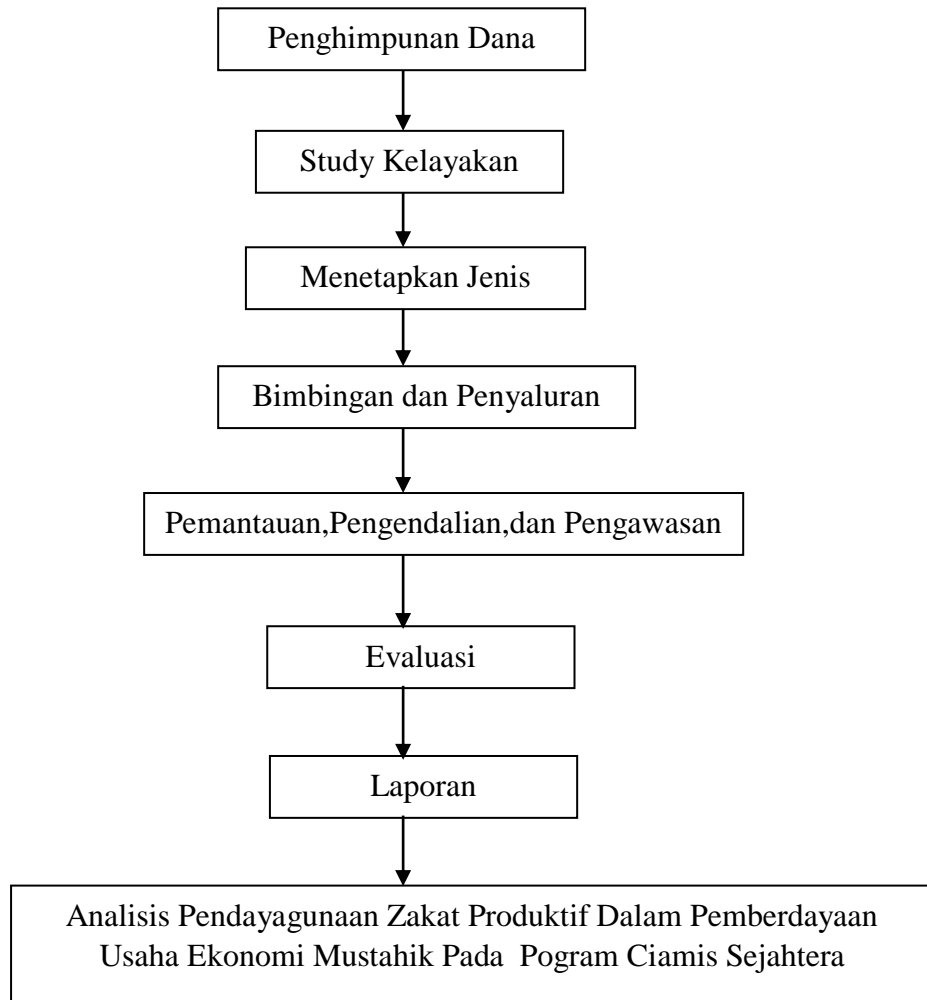 Penghimpunan Dana
Study Kelayakan
Menetapkan Jenis
Bimbingan dan Penyaluran
Pemantauan,Pengendalian,dan Pengawasan
Evaluasi
Laporan
Analisis Pendayagunaan Zakat Produktif Dalam Pemberdayaan
Usaha Ekonomi Mustahik Pada  Pogram Ciamis Sejahtera